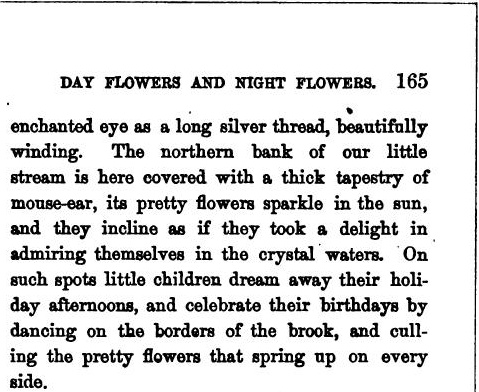 DAY FLOWERS AND NIGHT FLOWERS. 165
enchanted eye as a long silver thread, beautifully
winding. The northern bank of our little
stream is here covered with a thick tapestry of
mouse-ear, its pretty flowers sparkle in the sun,
and they incline as if they took a delight in
admiring themselves in the crystal waters. On
such spots little children dream away their holi-
day afternoons, and celebrate their birthdays by
dancing on the borders of the brook, and cull-
ing the pretty flowers that spring up on every
side.